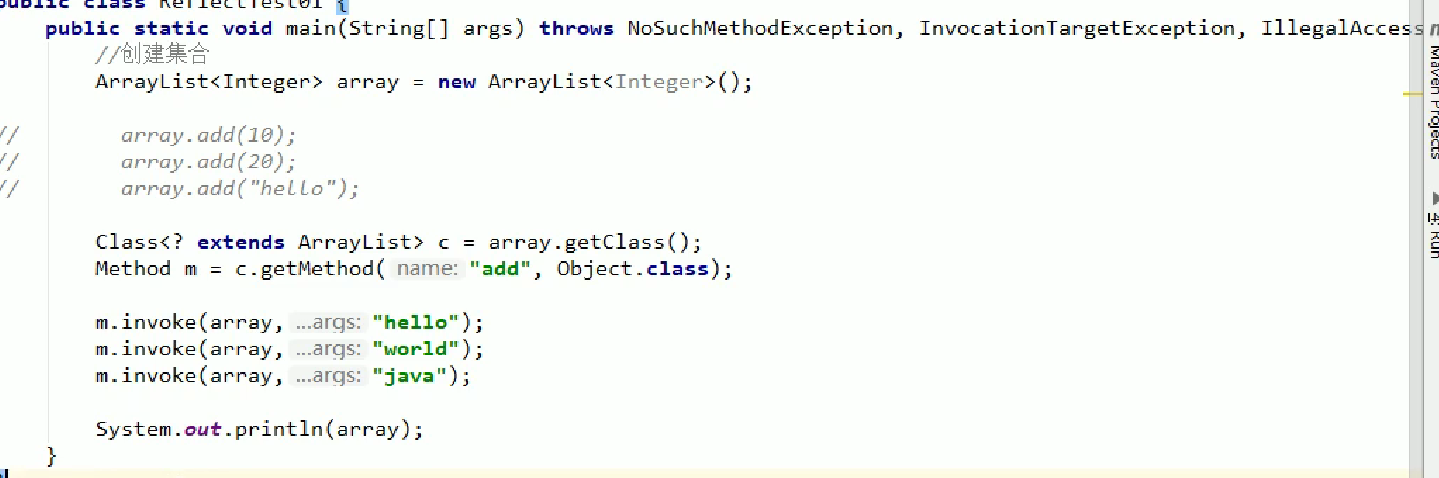 public class ReflectTest01 {
public static void main(String[] args) throws NoSuchMethodException, InvocationTargetException, IllegalAccess
//创建集合
ArrayList<Integer> array = new ArrayList<Integer>();
// array.add(10);
// array.add(20);
// array.add("hello");
Class<? extends ArrayList> c = array.getClass();
Method m = c.getMethod( name: "add", Object.class);
m.invoke(array, ...args: "hello");
m.invoke(array, ...args: "world");
m.invoke(array, ...args: "java");
System.out.println(array);
}
Maven Projects
4: Run